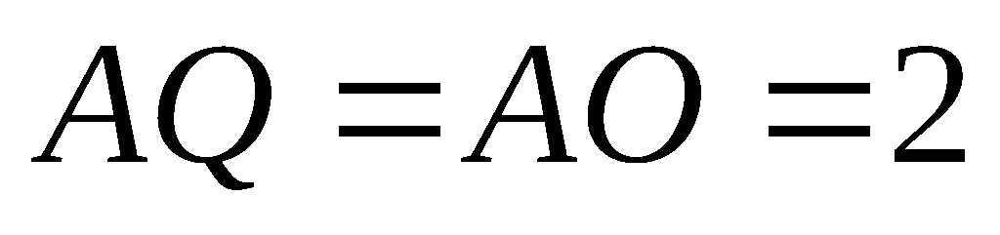 AQ = AO = 2